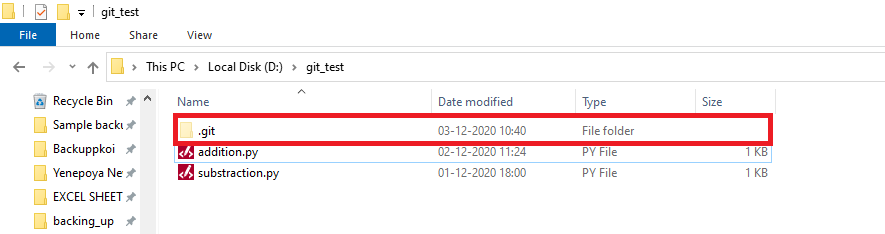 git_test
File Home Share View
This PC Local Disk (D:) git_test
Name Date modified Type Size
Recycle Bin
Sample backu
Backuppkoi
Yenepoya Ne
EXCEL SHEET
backing_up
.git 03-12-2020 10:40 File folder
addition.py 02-12-2020 11:24 PY File 1 KB
substraction.py 01-12-2020 18:00 PY File 1 KB